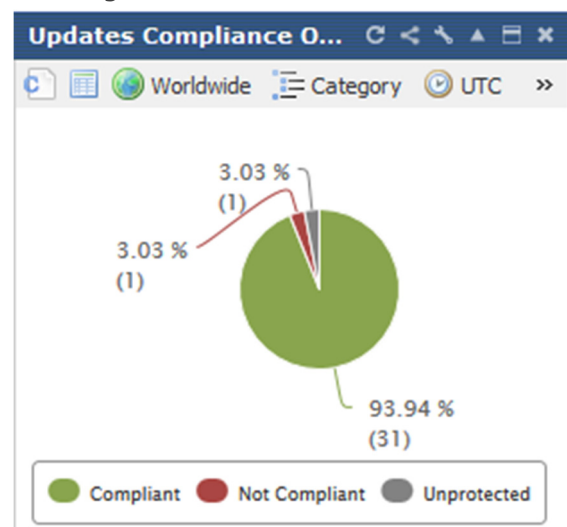 Updates Compliance O...
Worldwide Category UTC »
3.03 %
(1)
3.03 %
(1)
93.94 %
(31)
Compliant Not Compliant Unprotected